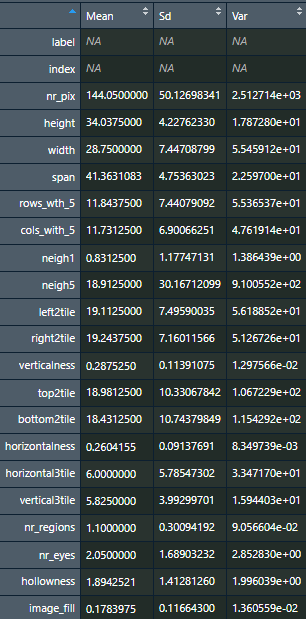 Mean Sd Var
label NA NA NA
index NA NA NA
nr_pix 144.0500000 50.12698341 2.512714e+03
height 34.0375000 4.22762330 1.787280e+01
width 28.7500000 7.44708799 5.545912e+01
span 41.3631083 4.75363023 2.259700e+01
rows_wth_5 11.8437500 7.44079092 5.536537e+01
cols_with_5 11.7312500 6.90066251 4.761914e+01
neigh1 0.8312500 1.17747131 1.386439e+00
neigh5 18.9125000 30.16712099 9.100552e+02
left2tile 19.1125000 7.49590035 5.618852e+01
right2tile 19.2437500 7.16011566 5.126726e+01
verticalness 0.2875250 0.11391075 1.297566e-02
top2tile 18.9812500 10.33067842 1.067229e+02
bottom2tile 18.4312500 10.74379849 1.154292e+02
horizontalness 0.2604155 0.09137691 8.349739e-03
horizontal3tile 6.0000000 5.78547302 3.347170e+01
vertical3tile 5.8250000 3.99299701 1.594403e+01
nr_regions 1.1000000 0.30094192 9.056604e-02
nr_eyes 2.0500000 1.68903232 2.852830e+00
hollowness 1.8942521 1.41281260 1.996039e+00
image_fill 0.1783975 0.11664300 1.360559e-02